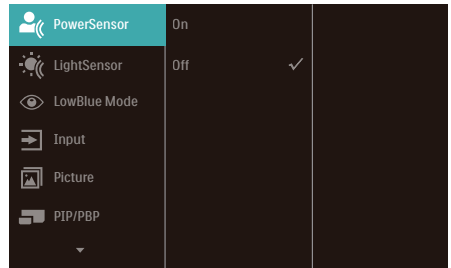 PowerSensor
On
LightSensor
Off
LowBlue Mode
Input
Picture
PIP/PBP